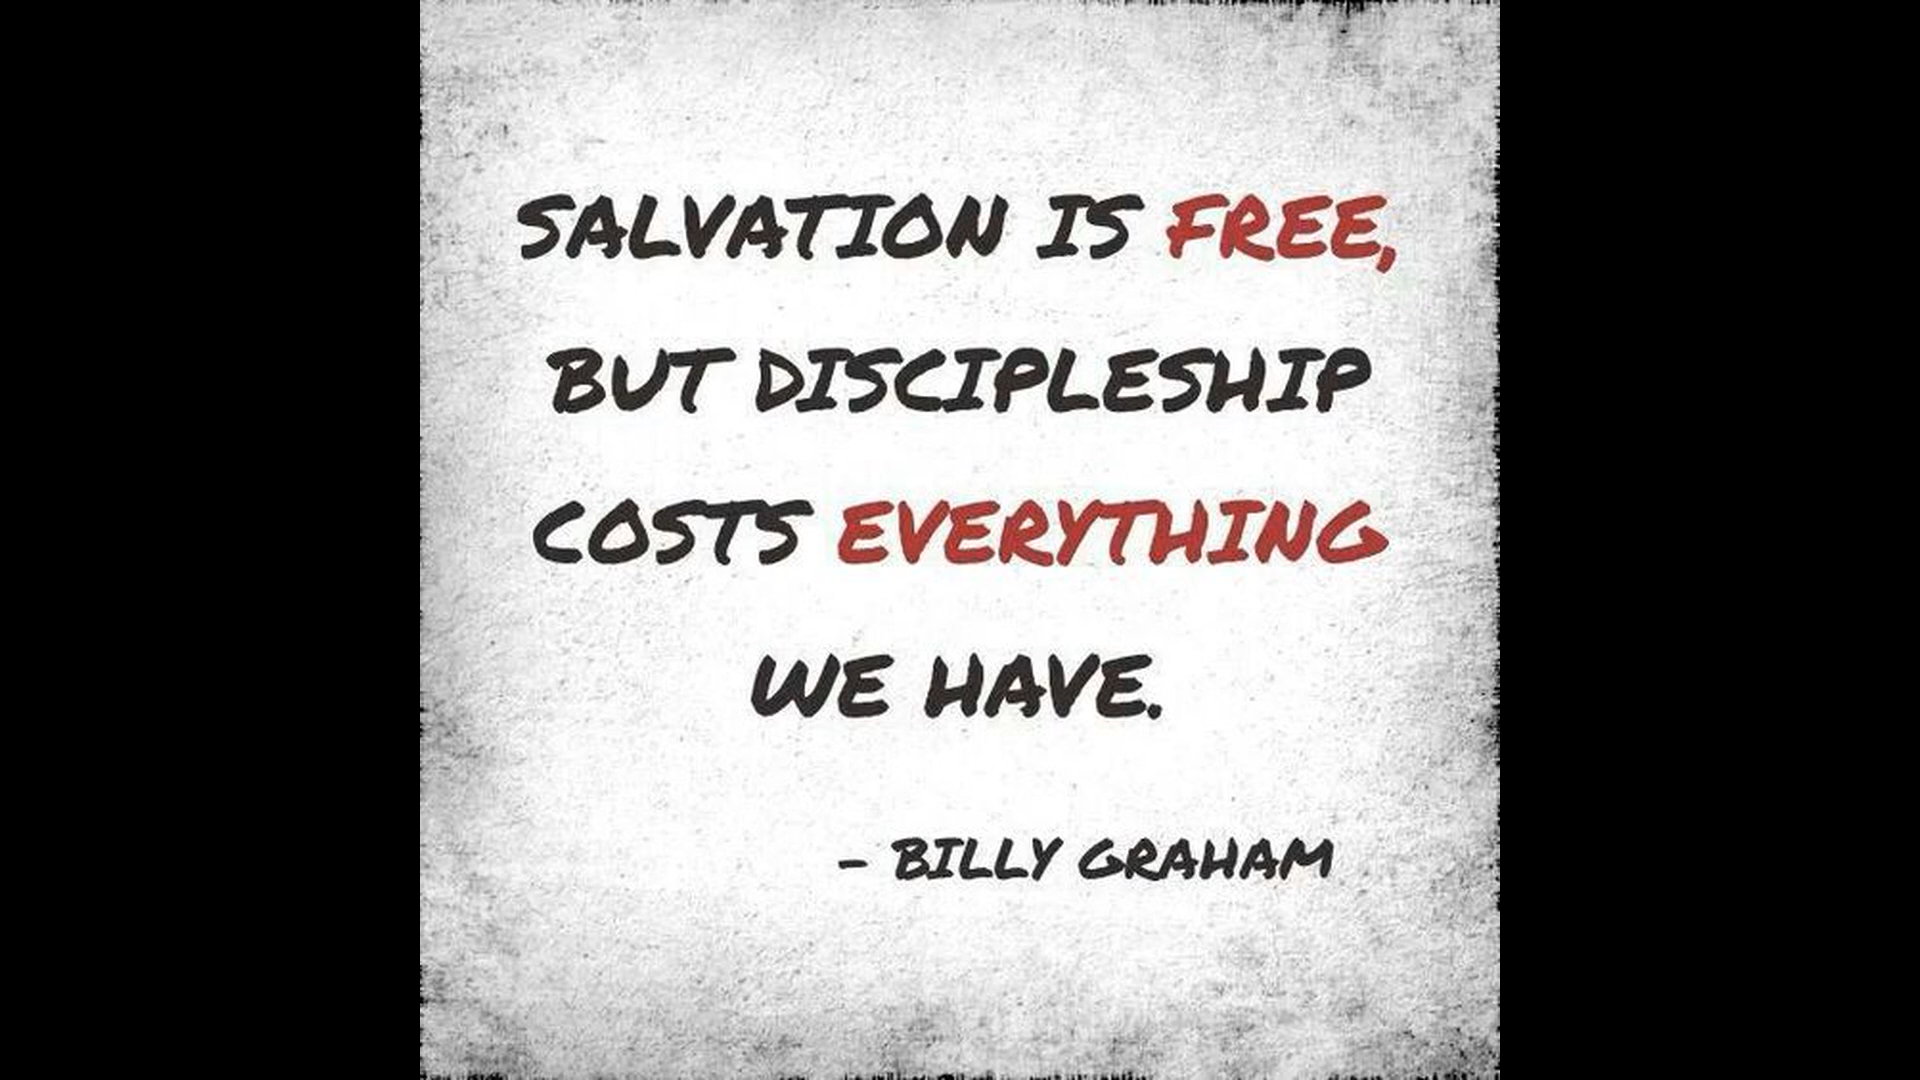 SALVATION IS FREE,
BUT DISCIPLESHIP
COSTS EVERYTHING
WE HAVE.
- BILLY GRAHAM